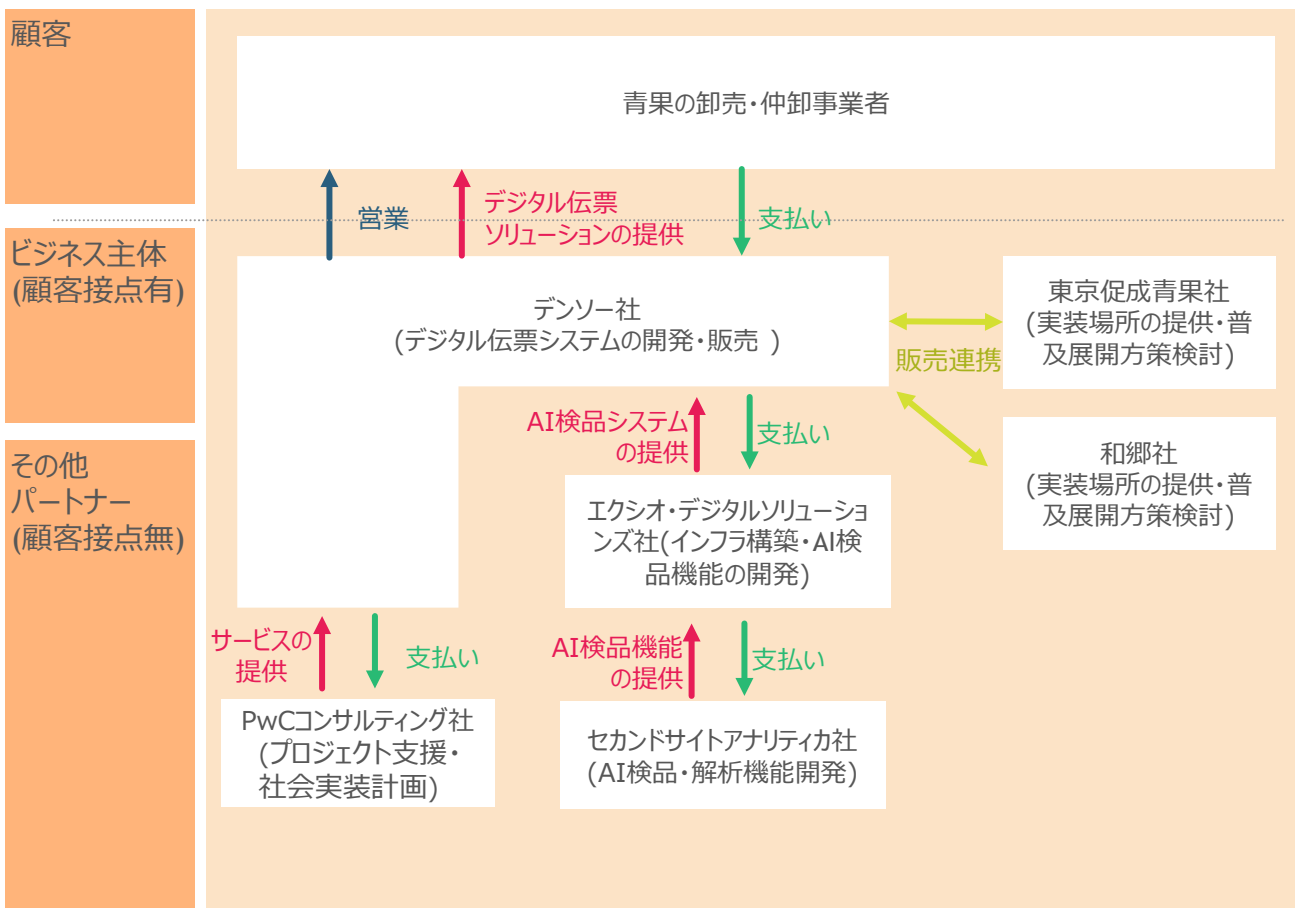 顧客
青果の卸売・仲卸事業者
営業
デジタル伝票
ソリューションの提供
支払い
ビジネス主体
(顧客接点有)
デンソー社
(デジタル伝票システムの開発・販売 )
東京促成青果社
(実装場所の提供・普
及展開方策検討)
販売連携
AI検品システム
の提供
支払い
その他
パートナー
(顧客接点無)
和郷社
(実装場所の提供・普
及展開方策検討)
エクシオ・デジタルソリューショ
ンズ社(インフラ構築・AI検
品機能の開発)
サービスの
提供
支払い
AI検品機能
の提供
支払い
PwCコンサルティング社
(プロジェクト支援・
社会実装計画)
セカンドサイトアナリティカ社
(AI検品・解析機能開発)